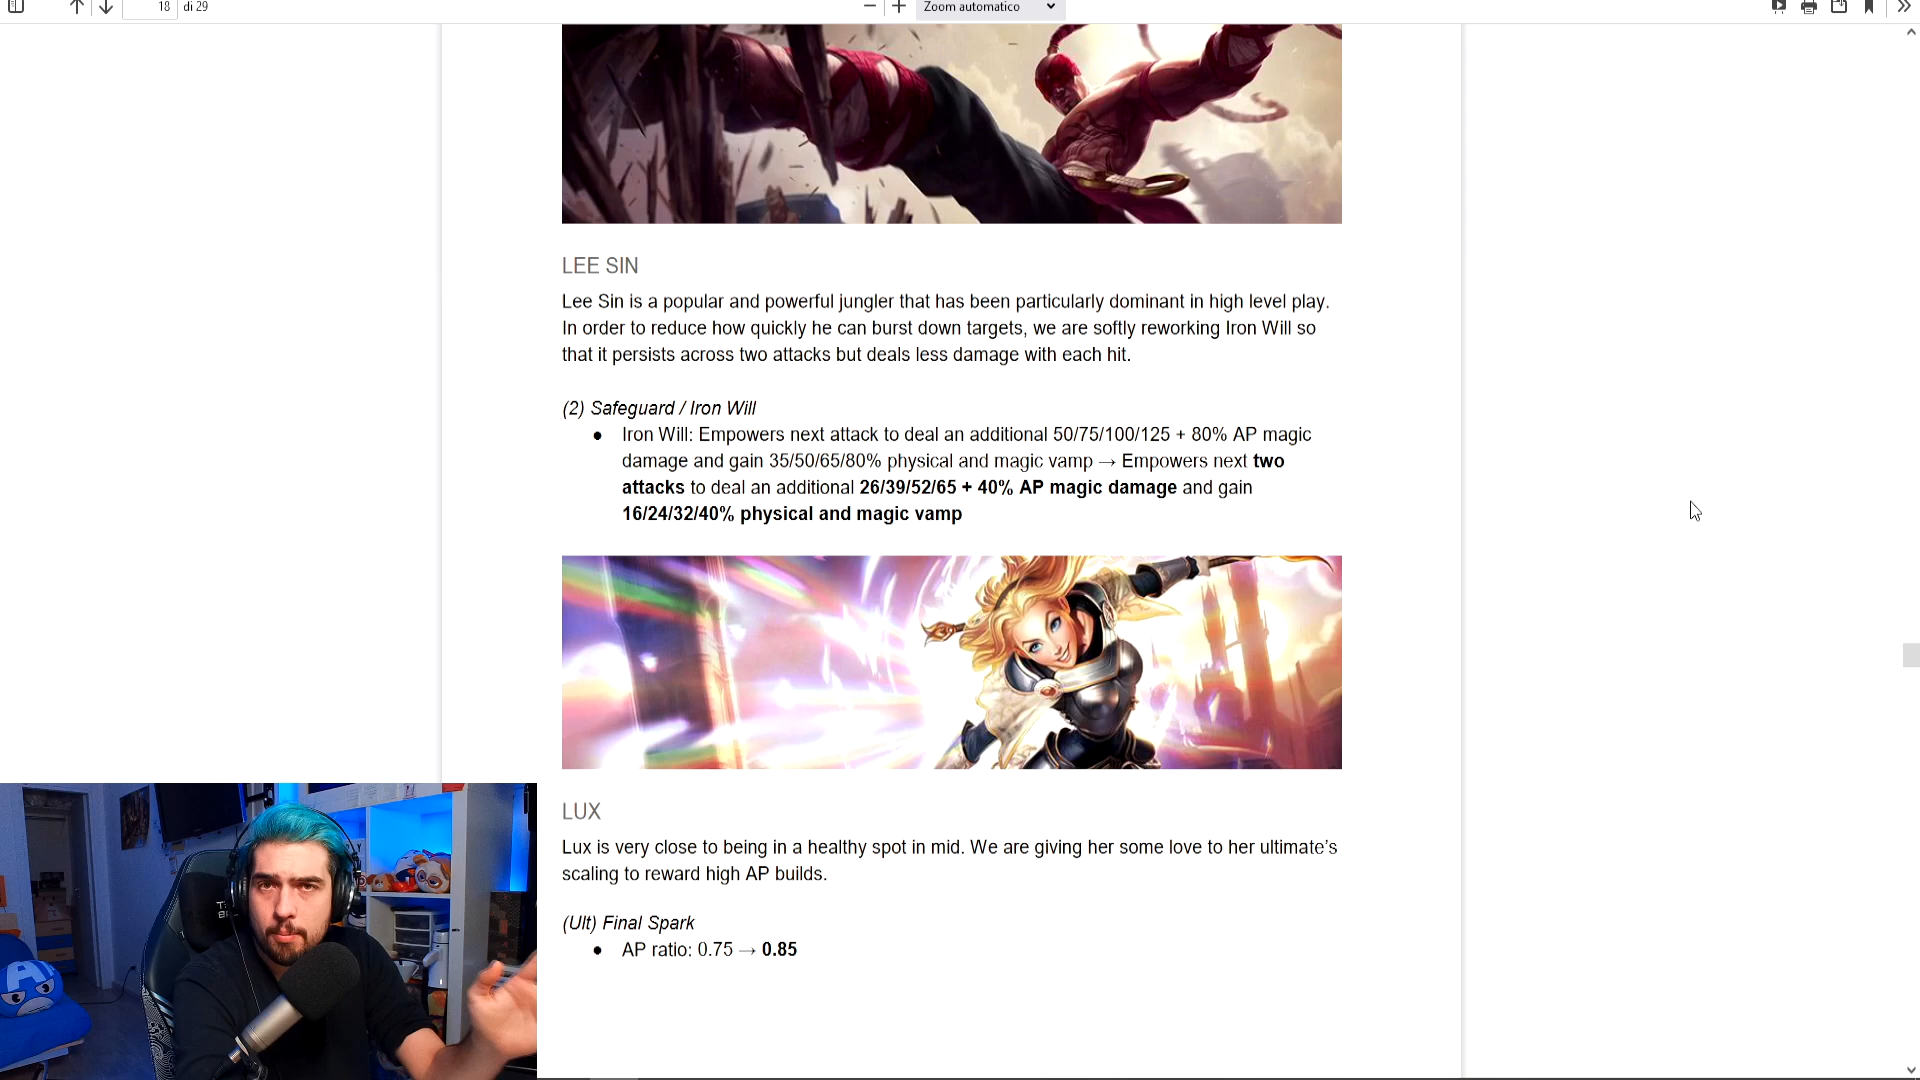 18 di 29 Zoom automatico
LEE SIN
Lee Sin is a popular and powerful jungler that has been particularly dominant in high level play.
In order to reduce how quickly he can burst down targets, we are softly reworking Iron Will so
that it persists across two attacks but deals less damage with each hit.
(2) Safeguard / Iron Will
● Iron Will: Empowers next attack to deal an additional 50/75/100/125 + 80% AP magic
damage and gain 35/50/65/80% physical and magic vamp → Empowers next two
attacks to deal an additional 26/39/52/65 + 40% AP magic damage and gain
16/24/32/40% physical and magic vamp
LUX
Lux is very close to being in a healthy spot in mid. We are giving her some love to her ultimate’s
scaling to reward high AP builds.
(Ult) Final Spark
● AP ratio: 0.75 → 0.85